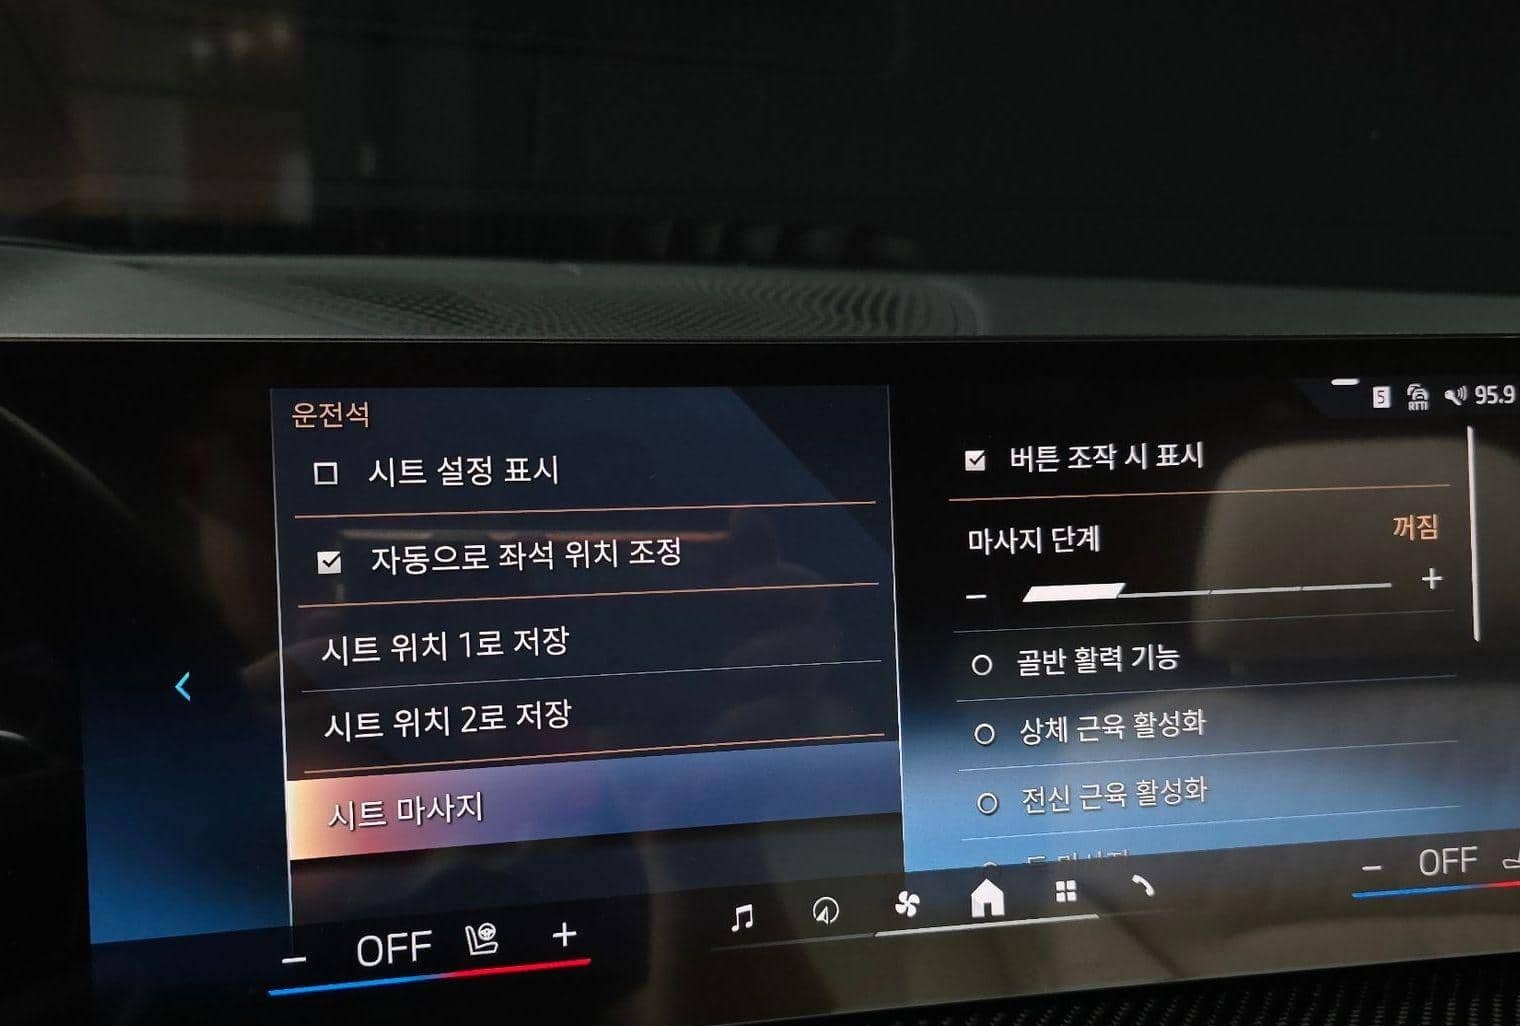 운전석
시트 설정 표시
자동으로 좌석 위치 조정
시트 위치 1로 저장
시트 위치 2로 저장
시트 마사지
5
RTTI
95.9
버튼 조작 시 표시
마사지 단계
꺼짐
골반 활력 기능
상체 근육 활성화
전신 근육 활성화
OFF
OFF